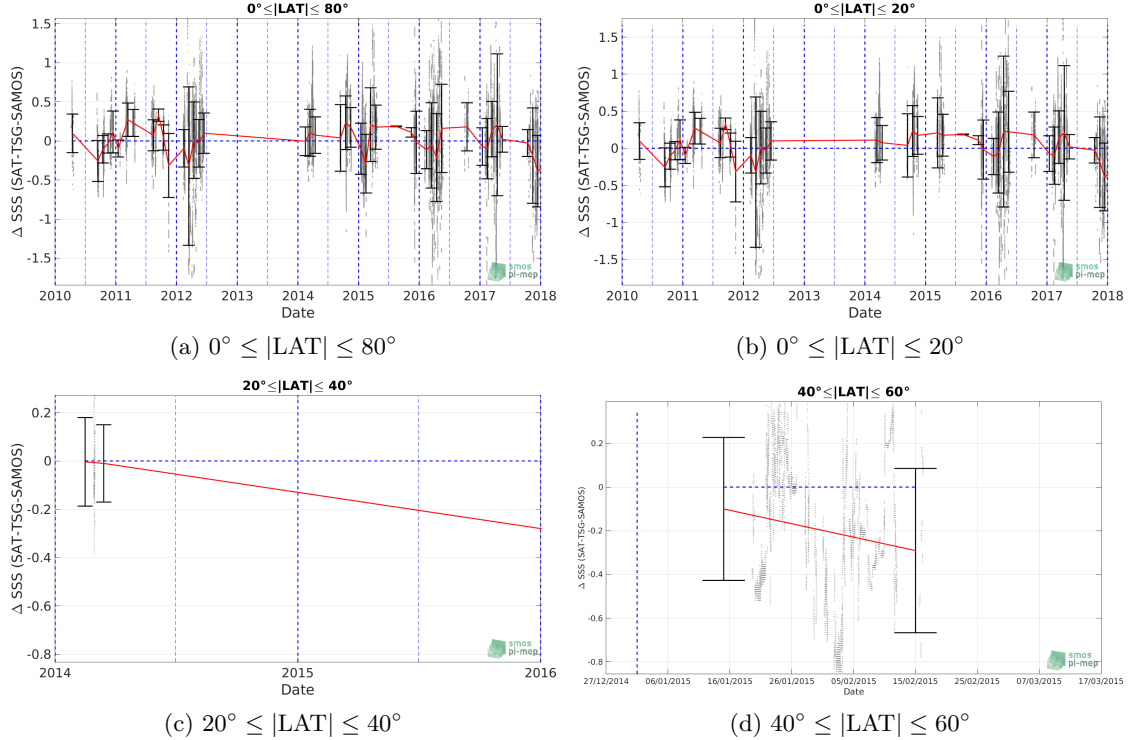 0°≤|LAT|≤ 80°
Δ SSS (SAT-TSG-SAMOS)
1.5
1
0.5
0
-0.5
-1
-1.5
2010 2011 2012 2013 2014 2015 2016 2017 2018
Date
smos
pi-mep
(a) 0° ≤ |LAT| ≤ 80°
0°≤|LAT|≤ 20°
Δ SSS (SAT-TSG-SAMOS)
1.5
1
0.5
0
-0.5
-1
-1.5
2010 2011 2012 2013 2014 2015 2016 2017 2018
Date
smos
pi-mep
(b) 0° ≤ |LAT| ≤ 20°
20°≤|LAT|≤ 40°
Δ SSS (SAT-TSG-SAMOS)
0.2
0
-0.2
-0.4
-0.6
-0.8
2014 2015 2016
Date
smos
pi-mep
(c) 20° ≤ |LAT| ≤ 40°
40°≤|LAT|≤ 60°
Δ SSS (SAT-TSG-SAMOS)
0.2
0
-0.2
-0.4
-0.6
-0.8
27/12/2014 06/01/2015 16/01/2015 26/01/2015 05/02/2015 15/02/2015 25/02/2015 07/03/2015 17/03/2015
Date
smos
pi-mep
(d) 40° ≤ |LAT| ≤ 60°